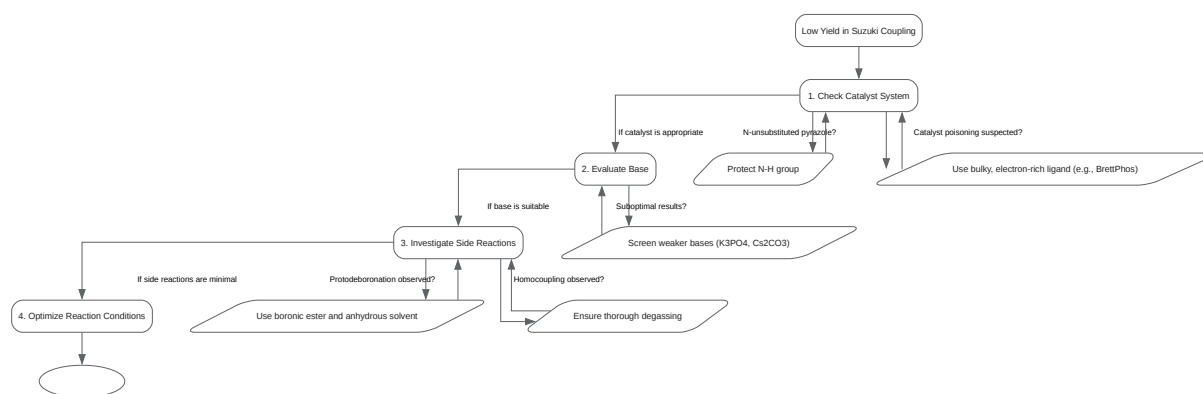 Low Yield in Suzuki Coupling
1. Check Catalyst System
If catalyst is appropriate
N-unsubstituted pyrazole?
Catalyst poisoning suspected?
2. Evaluate Base
Protect N-H group
Use bulky, electron-rich ligand (e.g., BrettPhos)
If base is suitable
Suboptimal results?
3. Investigate Side Reactions
Screen weaker bases (K3PO4, Cs2CO3)
If side reactions are minimal
Protodeboronation observed?
Homocoupling observed?
4. Optimize Reaction Conditions
Use boronic ester and anhydrous solvent
Ensure thorough degassing